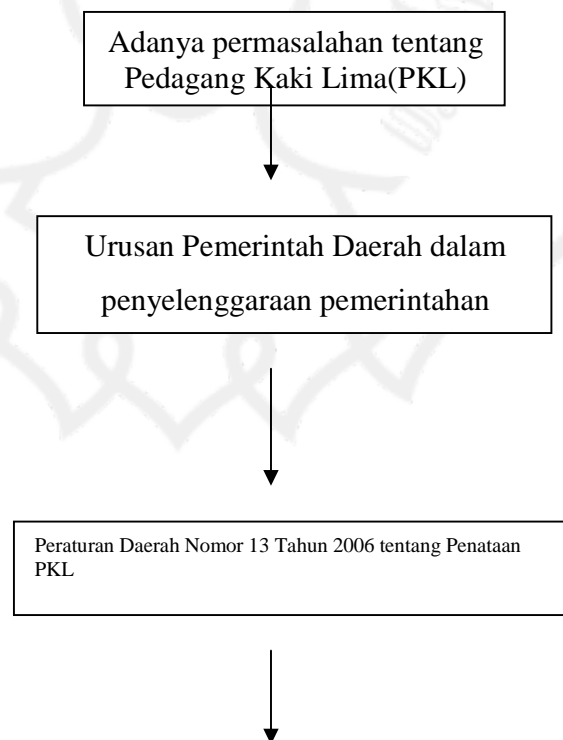 Adanya permasalahan tentang
Pedagang Kaki Lima(PKL)
Urusan Pemerintah Daerah dalam
penyelenggaraan pemerintahan
Peraturan Daerah Nomor 13 Tahun 2006 tentang Penataan
PKL